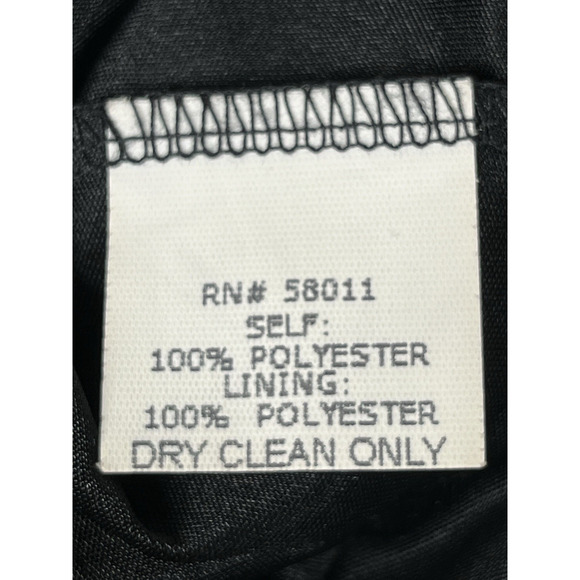 RN# 58011
SELF:
100% POLYESTER
LINING:
100% POLYESTER
DRY CLEAN ONLY